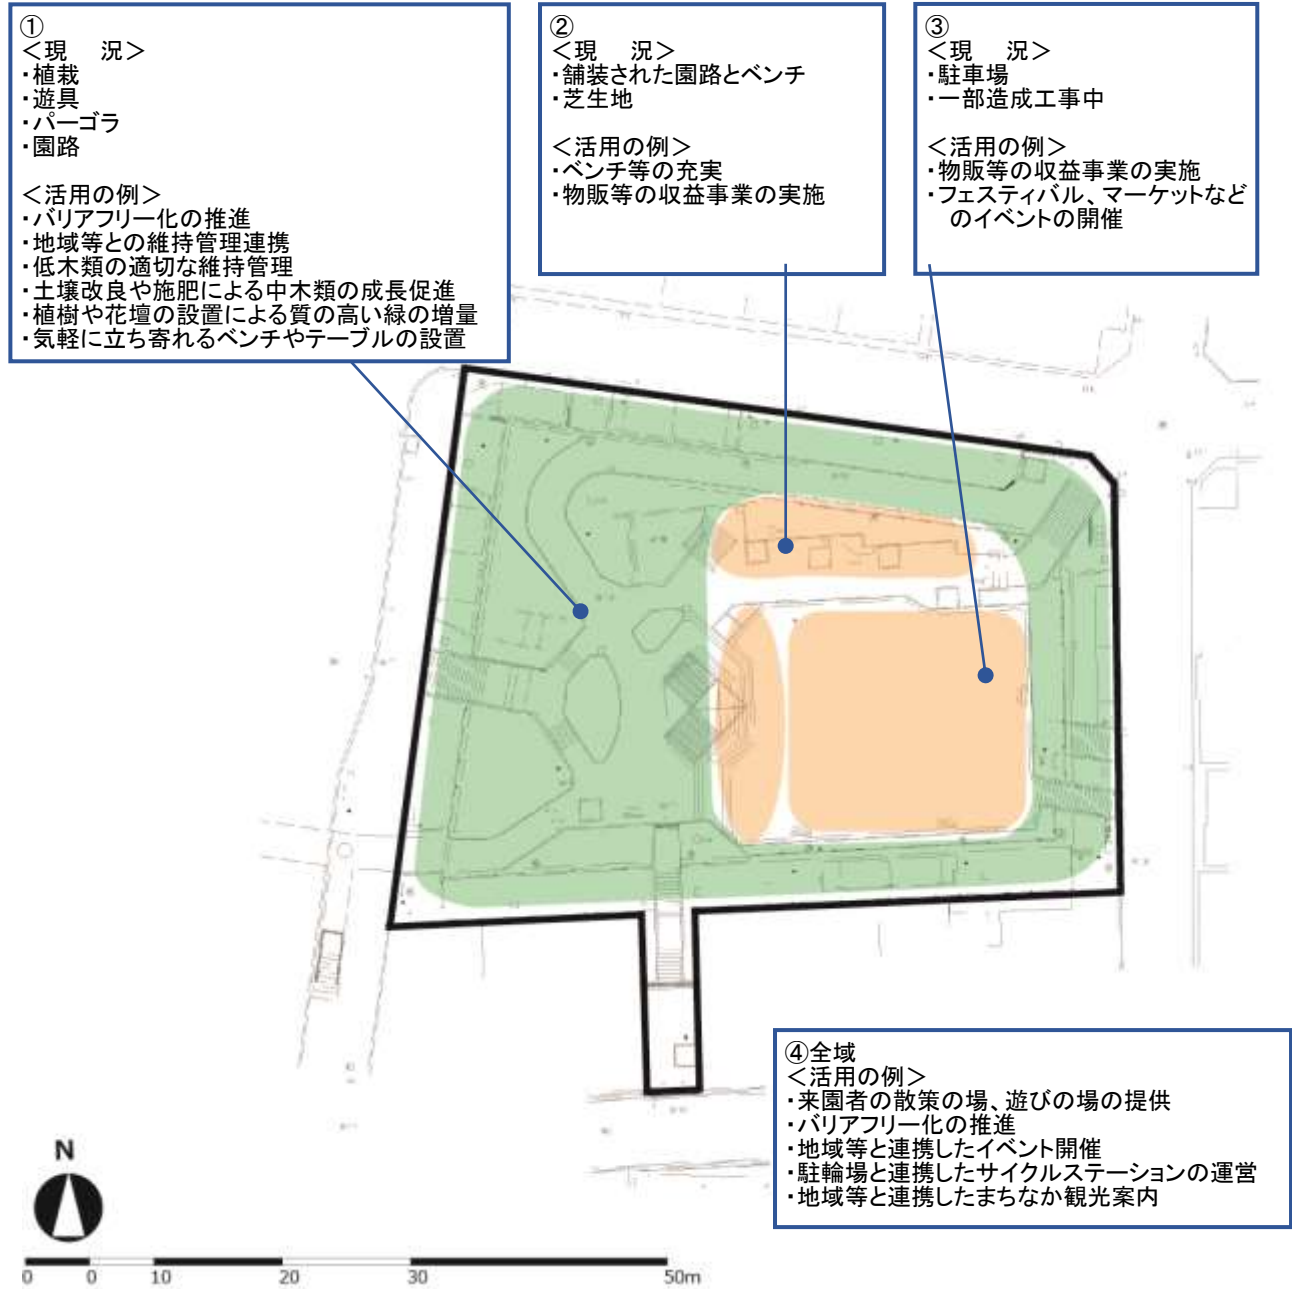 ①
＜現　況＞
・植栽
・遊具
・パーゴラ
・園路
＜活用の例＞
・バリアフリー化の推進
・地域等との維持管理連携
・低木類の適切な維持管理
・土壌改良や施肥による中木類の成長促進
・植樹や花壇の設置による質の高い緑の増量
・気軽に立ち寄れるベンチやテーブルの設置
②
＜現　況＞
・舗装された園路とベンチ
・芝生地
＜活用の例＞
・ベンチ等の充実
・物販等の収益事業の実施
③
＜現　況＞
・駐車場
・一部造成工事中
＜活用の例＞
・物販等の収益事業の実施
・フェスティバル、マーケットなど
のイベントの開催
④全域
＜活用の例＞
・来園者の散策の場、遊びの場の提供
・バリアフリー化の推進
・地域等と連携したイベント開催
・駐輪場と連携したサイクルステーションの運営
・地域等と連携したまちなか観光案内
N
0 0 10 20 30 50m